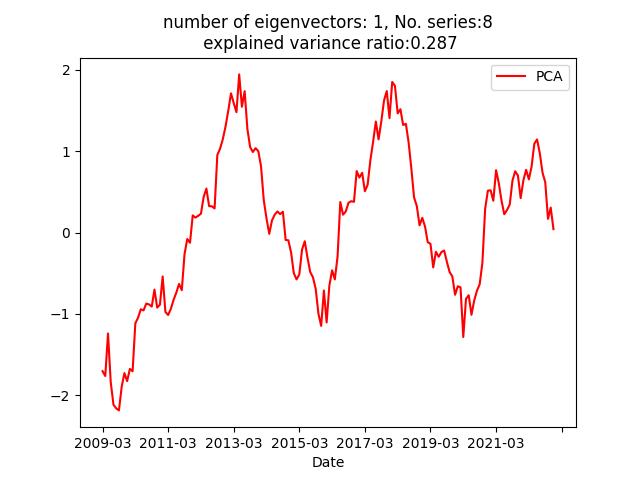 number of eigenvectors: 1, No. series:8
explained variance ratio:0.287
PCA
2
1
0
−1
−2
2009-03 2011-03 2013-03 2015-03 2017-03 2019-03 2021-03
Date